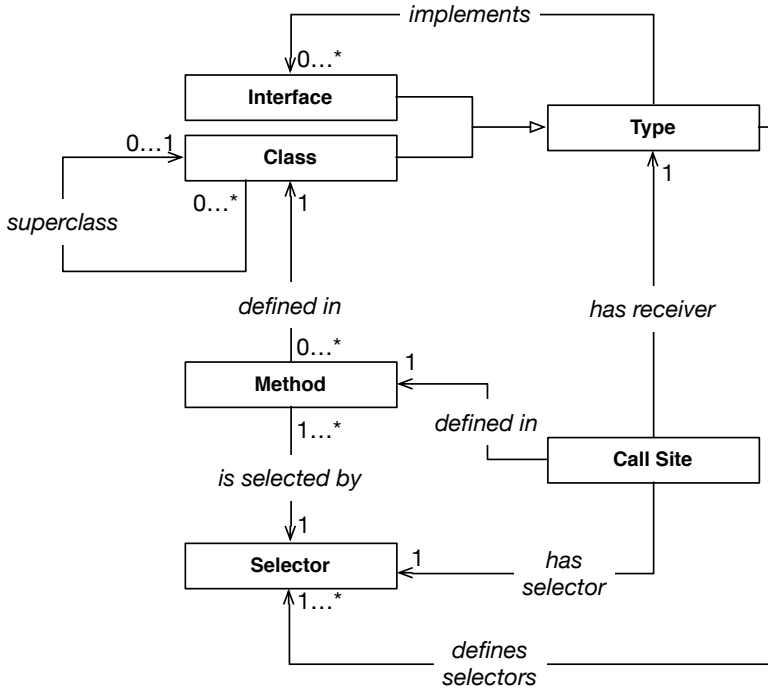 implements
0...*
Interface
Type
0...1
Class
1
0...*
1
superclass
defined in
has receiver
0...*
1
Method
1...*
defined in
Call Site
is selected by
1
1
Selector
has
selector
1...*
defines
selectors